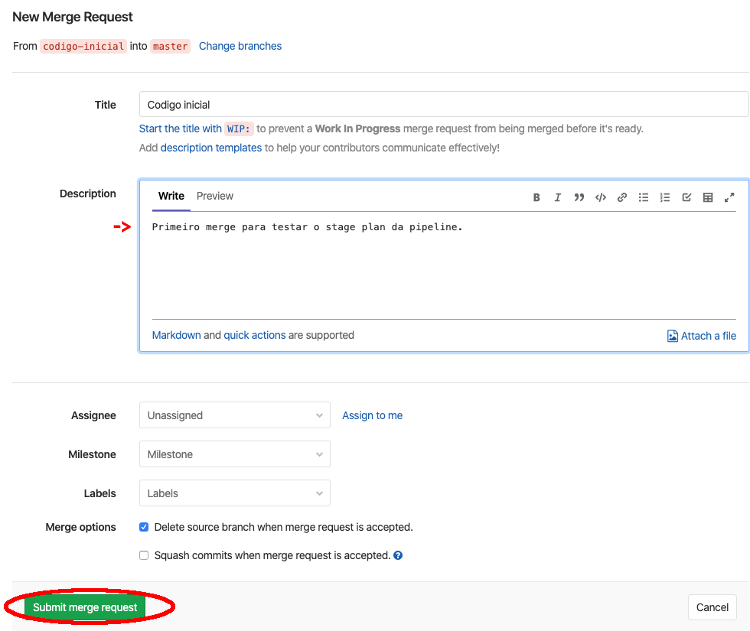 New Merge Request
From codigo-inicial into master Change branches
Title
Codigo inicial
Start the title with WIP: to prevent a Work In Progress merge request from being merged before it's ready.
Add description templates to help your contributors communicate effectively!
Description
Write Preview
->
Primeiro merge para testar o stage plan da pipeline.
Markdown and quick actions are supported
Attach a file
Assignee
Unassigned
Assign to me
Milestone
Milestone
Labels
Labels
Merge options
Delete source branch when merge request is accepted.
Squash commits when merge request is accepted.
Submit merge request
Cancel